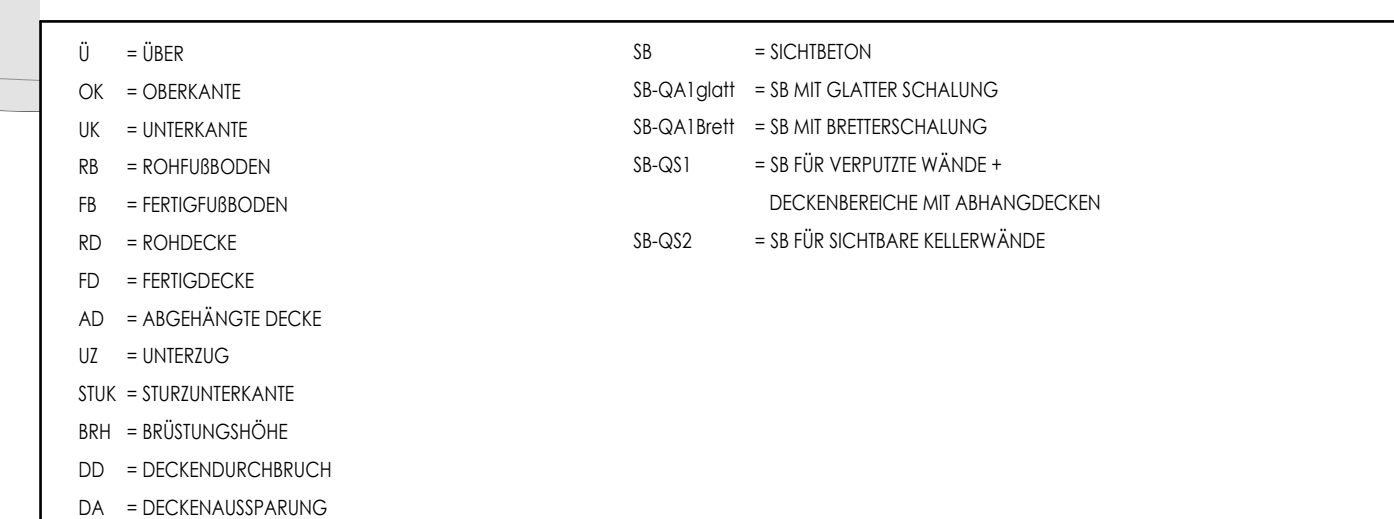 Ü = ÜBER
OK = OBERKANTE
UK = UNTERKANTE
RB = ROHFUßBODEN
FB = FERTIGFUßBODEN
RD = ROHDECKE
FD = FERTIGDECKE
AD = ABGEHÄNGTE DECKE
UZ = UNTERZUG
STUK = STURZUNTERKANTE
BRH = BRÜSTUNGSHÖHE
DD = DECKENDURCHBRUCH
DA = DECKENAUSSPARUNG
SB = SICHTBETON
SB-QA1glatt = SB MIT GLATTER SCHALUNG
SB-QA1Brett = SB MIT BRETTERSCHALUNG
SB-QS1 = SB FÜR VERPUTZTE WÄNDE +
DECKENBEREICHE MIT ABHANGDECKEN
SB-QS2 = SB FÜR SICHTBARE KELLERWÄNDE